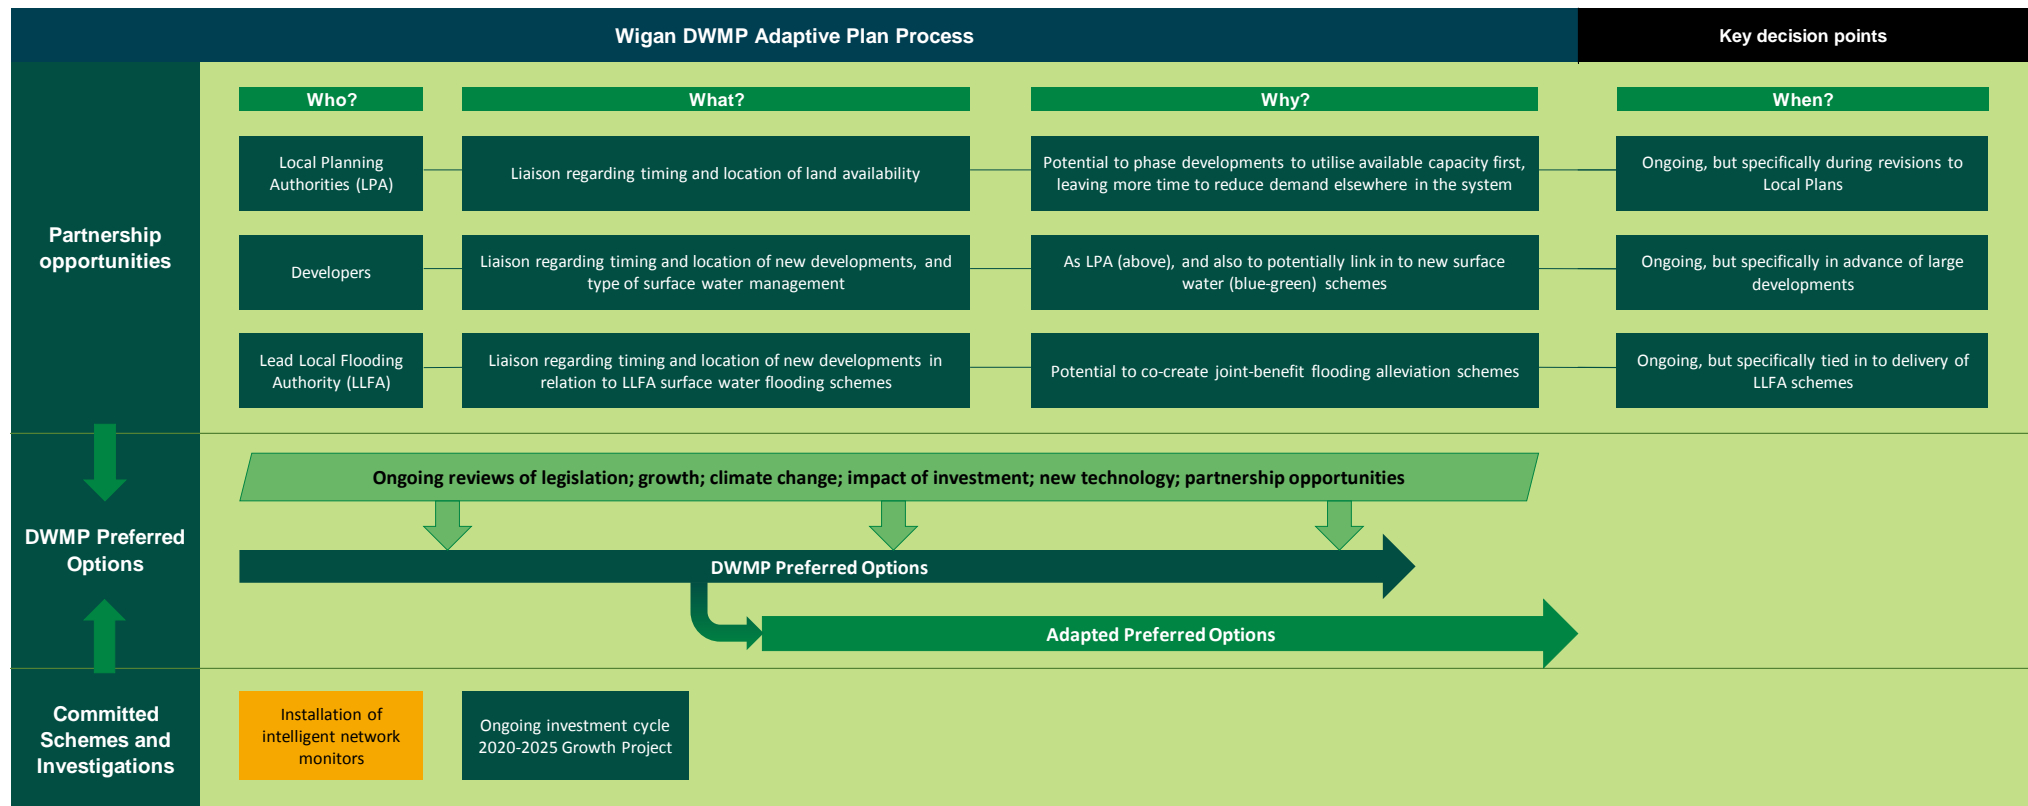 Wigan DWMP Adaptive Plan Process
Key decision points
Partnership
opportunities
Who?
What?
Why?
When?
Local Planning
Authorities (LPA)
Liaison regarding timing and location of land availability
Potential to phase developments to utilise available capacity first,
leaving more time to reduce demand elsewhere in the system
Ongoing, but specifically during revisions to
Local Plans
Developers
Liaison regarding timing and location of new developments, and
type of surface water management
As LPA (above), and also to potentially link in to new surface
water (blue-green) schemes
Ongoing, but specifically in advance of large
developments
Lead Local Flooding
Authority (LLFA)
Liaison regarding timing and location of new developments in
relation to LLFA surface water flooding schemes
Potential to co-create joint-benefit flooding alleviation schemes
Ongoing, but specifically tied in to delivery of
LLFA schemes
DWMP Preferred
Options
Ongoing reviews of legislation; growth; climate change; impact of investment; new technology; partnership opportunities
DWMP Preferred Options
Adapted Preferred Options
Committed
Schemes and
Investigations
Installation of
intelligent network
monitors
Ongoing investment cycle
2020-2025 Growth Project